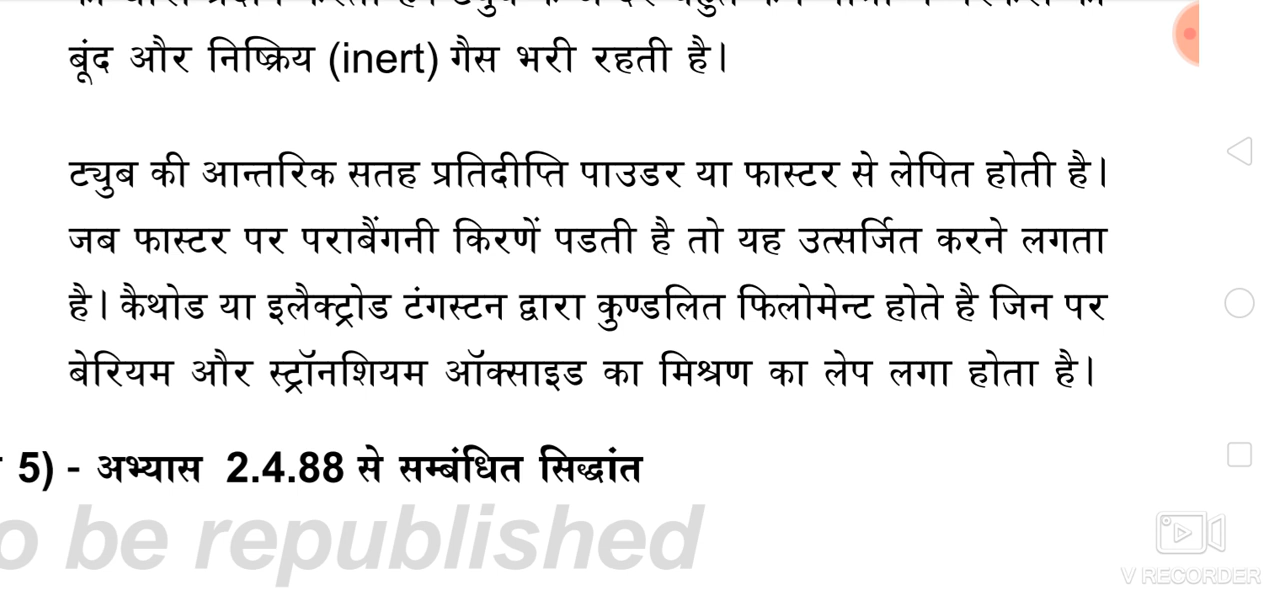 बूंद और निष्क्रिय (inert) गैस भरी रहती है।
ट्युब की आन्तरिक सतह प्रतिदीप्ति पाउडर या फास्टर से लेपित होती है।
जब फास्टर पर पराबैंगनी किरणें पडती है तो यह उत्सर्जित करने लगता
है। कैथोड या इलैक्ट्रोड टंगस्टन द्वारा कुण्डलित फिलोमेन्ट होते है जिन पर
बेरियम और स्ट्रॉनशियम ऑक्साइड का मिश्रण का लेप लगा होता है।
5) - अभ्यास 2.4.88 से सम्बंधित सिद्धांत
o be republished
V RECORDER